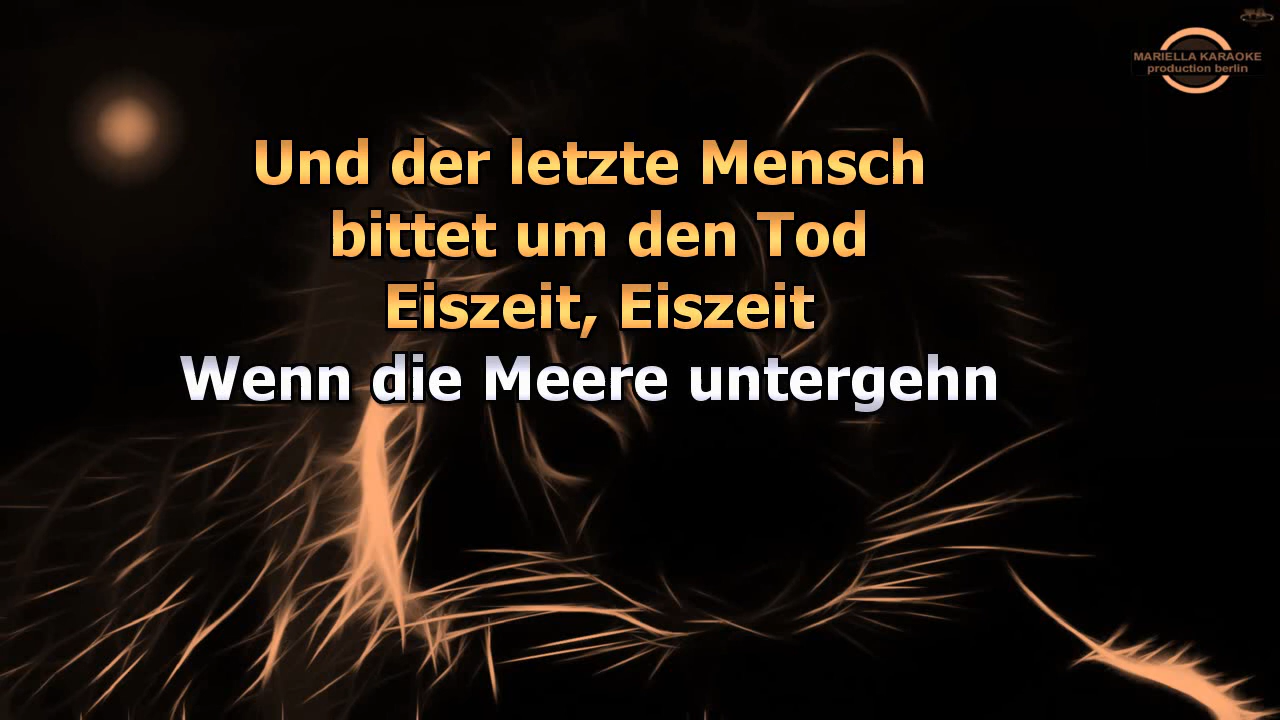 MARIELLA KARAOKE
production berlin
Und der letzte Mensch
bittet um den Tod
Eiszeit, Eiszeit
Wenn die Meere untergehn